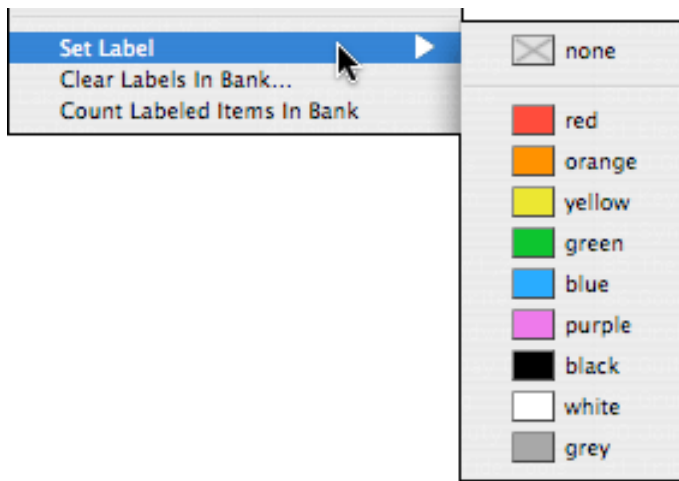 Set Label
Clear Labels In Bank...
Count Labeled Items In Bank
none
red
orange
yellow
green
blue
purple
black
white
grey